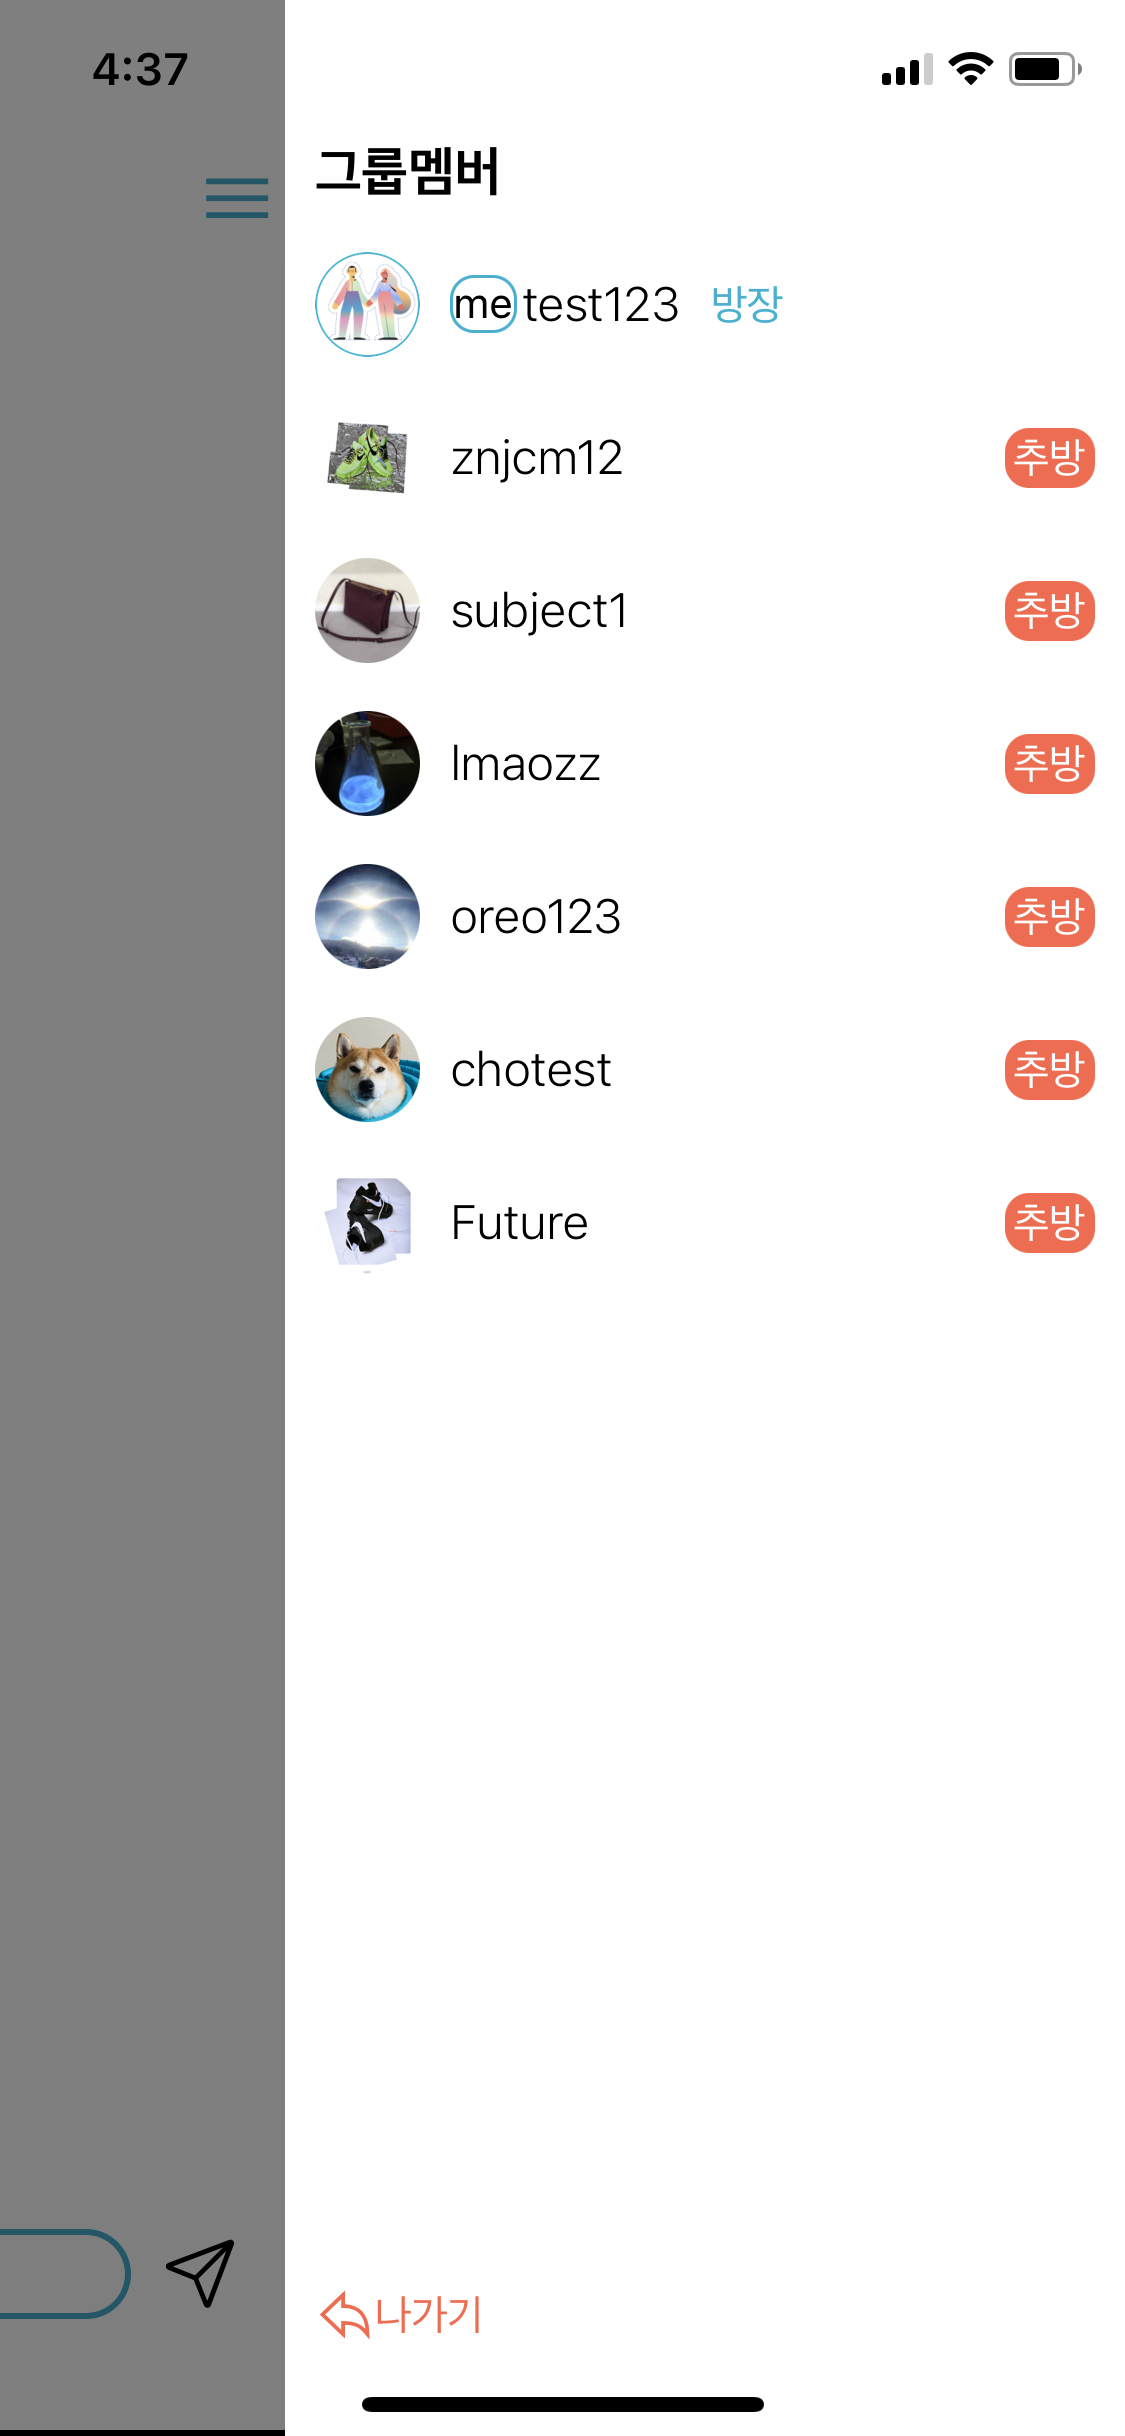 4:37
그룹멤버
me test123 방장
znjcm12 추방
subject1 추방
lmaozz 추방
oreo123 추방
chotest 추방
Future 추방
나가기